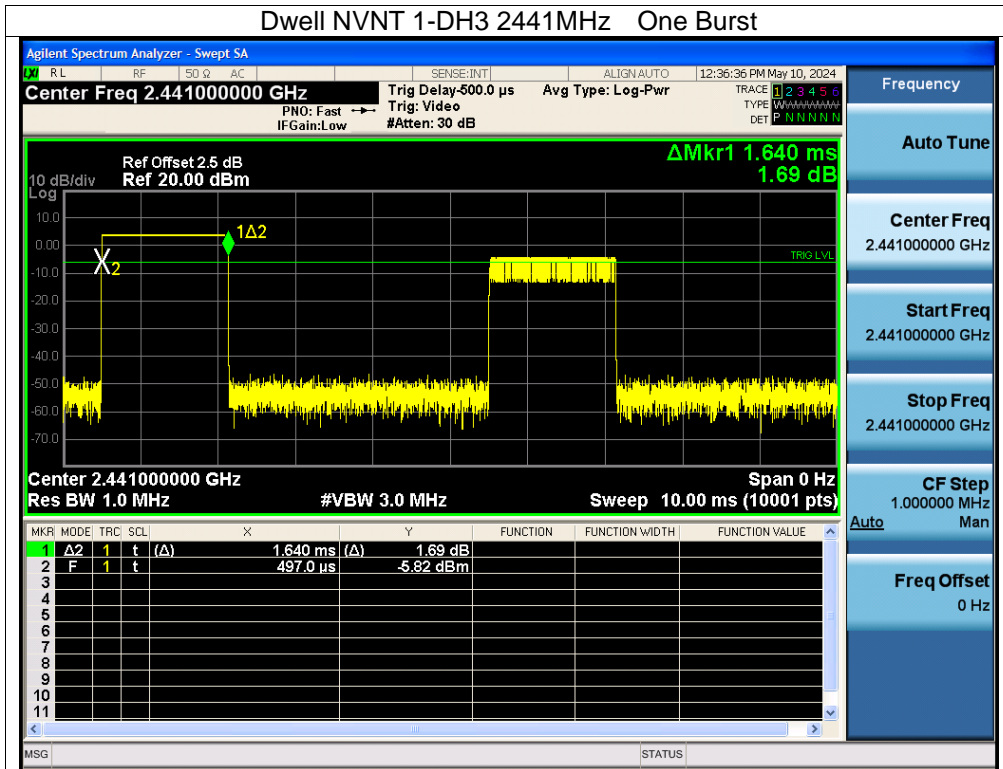 Dwell NVNT 1-DH3 2441MHz One Burst
Agilent Spectrum Analyzer - Swept SA
LXI RL RF 50 Ω AC SENSE:INT ALIGN AUTO 12:36:36 PM May 10, 2024
Center Freq 2.441000000 GHz Trig Delay-500.0 µs Avg Type: Log-Pwr TRACE 1 2 3 4 5 6
PNO: Fast Trig: Video TYPE WWWWWW
IFGain:Low #Atten: 30 dB DET P N N N N N
Frequency
Auto Tune
Center Freq
2.441000000 GHz
Start Freq
2.441000000 GHz
Stop Freq
2.441000000 GHz
CF Step
1.000000 MHz
Auto Man
Freq Offset
0 Hz
ΔMkr1 1.640 ms
1.69 dB
Ref Offset 2.5 dB
10 dB/div Ref 20.00 dBm
Log
10.0
0.00
-10.0
-20.0
-30.0
-40.0
-50.0
-60.0
-70.0
1Δ2
X2
TRIG LVL
Center 2.441000000 GHz Span 0 Hz
Res BW 1.0 MHz #VBW 3.0 MHz Sweep 10.00 ms (10001 pts)
MKR MODE TRC SCL X Y FUNCTION FUNCTION WIDTH FUNCTION VALUE
1 Δ2 1 t (Δ) 1.640 ms (Δ) 1.69 dB
2 F 1 t 497.0 µs -5.82 dBm
3
4
5
6
7
8
9
10
11
MSG STATUS